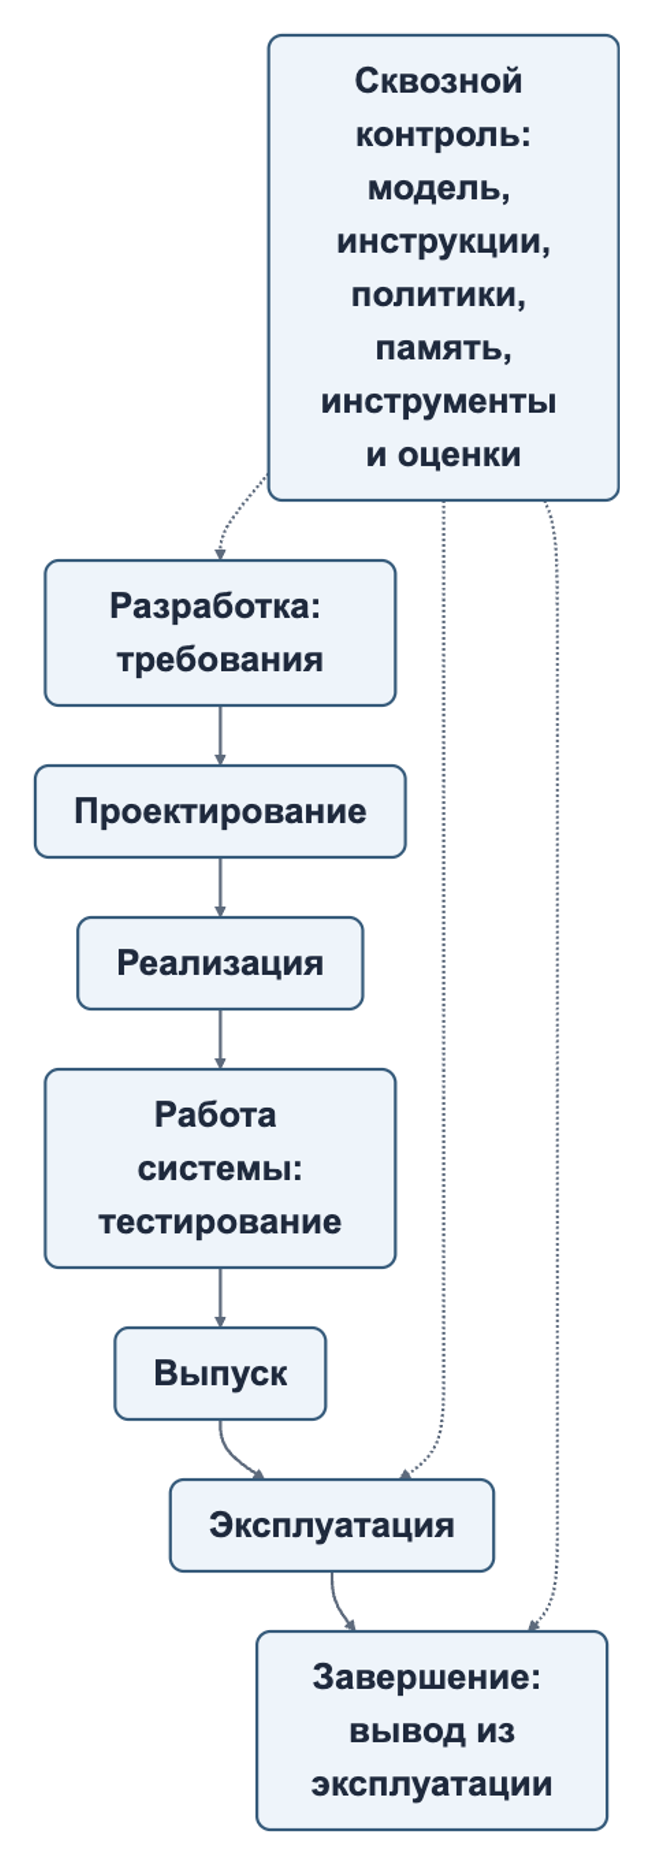 Сквозной
контроль:
модель,
инструкции,
политики,
память,
инструменты
и оценки
Разработка:
требования
Проектирование
Реализация
Работа
системы:
тестирование
Выпуск
Эксплуатация
Завершение:
вывод из
эксплуатации